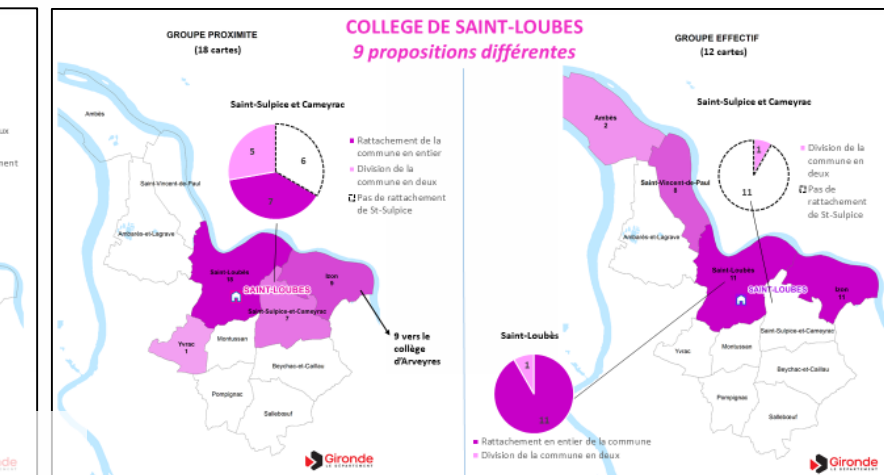 COLLEGE DE SAINT-LOUBES
9 propositions différentes
GROUPE PROXIMITE
(18 cartes)
Saint-Sulpice et Cameyrac
5
6
7
Rattachement de la
commune en entier
Division de la
commune en deux
Pas de rattachement
de St-Sulpice
Ambès
Saint-Vincent-de-Paul
Ambarès-et-Lagrave
Saint-Loubès
SAINT-LOUBES
Izon
9
Saint-Sulpice-et-Cameyrac
7
Yvrac
1
Montussan
Beychac-et-Caillau
Pompignac
Sallebœuf
9 vers le
collège
d'Arveyres
Gironde
LE DÉPARTEMENT
GROUPE EFFECTIF
(12 cartes)
Saint-Sulpice et Cameyrac
1
11
Division de la
commune en
deux
Pas de
rattachement
de St-Sulpice
Ambès
2
Saint-Vincent-de-Paul
Ambarès-et-Lagrave
Saint-Loubès
SAINT-LOUBES
Izon
11
Saint-Sulpice-et-Cameyrac
Yvrac
Montussan
Beychac-et-Caillau
Pompignac
Sallebœuf
Saint-Loubès
1
11
Rattachement en entier de la commune
Division de la commune en deux
Gironde
LE DÉPARTEMENT